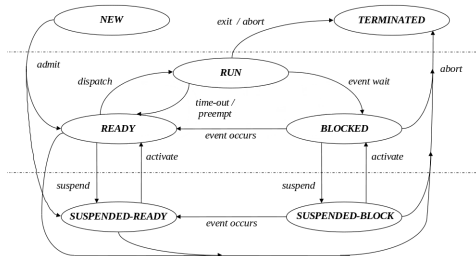 NEW
exit / abort
TERMINATED
admit
dispatch
RUN
event wait
abort
time-out /
preempt
READY
event occurs
BLOCKED
suspend
activate
suspend
activate
SUSPENDED-READY
event occurs
SUSPENDED-BLOCK